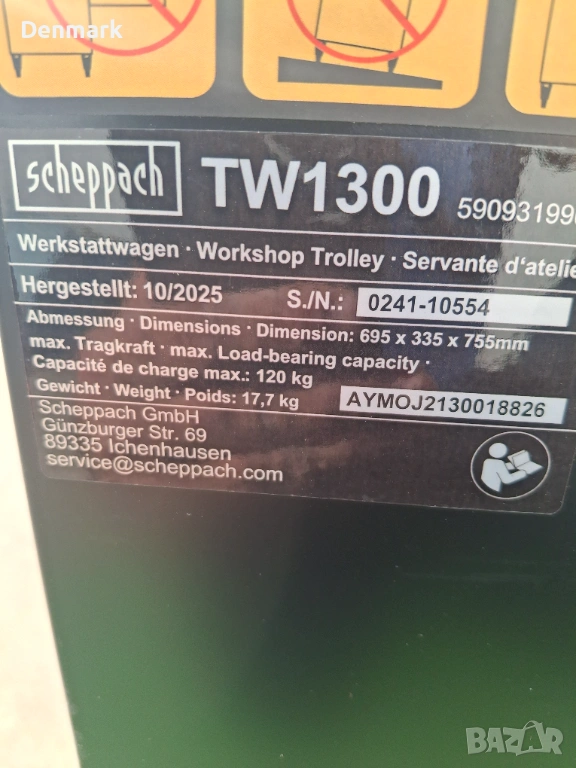 Denmark
scheppach TW1300 590931990
Werkstattwagen · Workshop Trolley · Servante d'atelie
Hergestellt: 10/2025 S./N.: 0241-10554
Abmessung · Dimensions · Dimension: 695 x 335 x 755mm
max. Tragkraft · max. Load-bearing capacity ·
Capacité de charge max.: 120 kg
Gewicht · Weight · Poids: 17,7 kg AYMOJ2130018826
Scheppach GmbH
Günzburger Str. 69
89335 Ichenhausen
service@scheppach.com
BAZAR